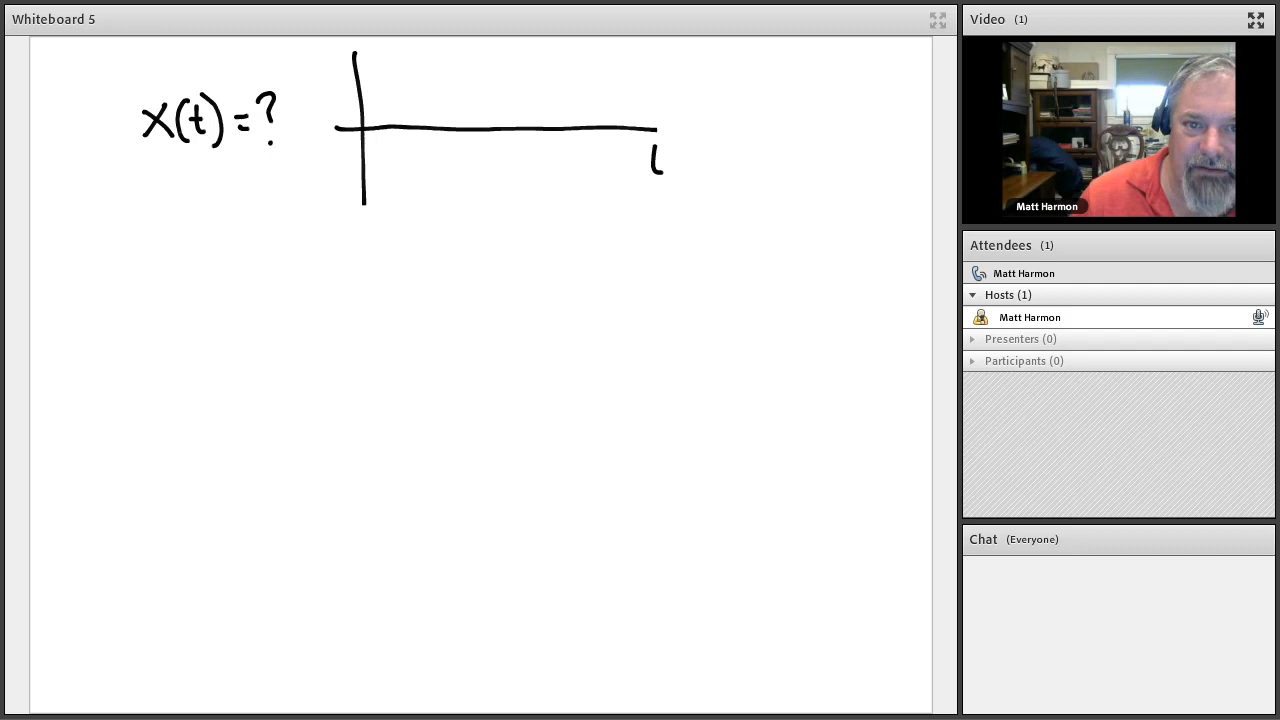 Whiteboard 5
X(t)=?
Video (1)
Matt Harmon
Attendees (1)
Matt Harmon
Hosts (1)
Matt Harmon
Presenters (0)
Participants (0)
Chat (Everyone)